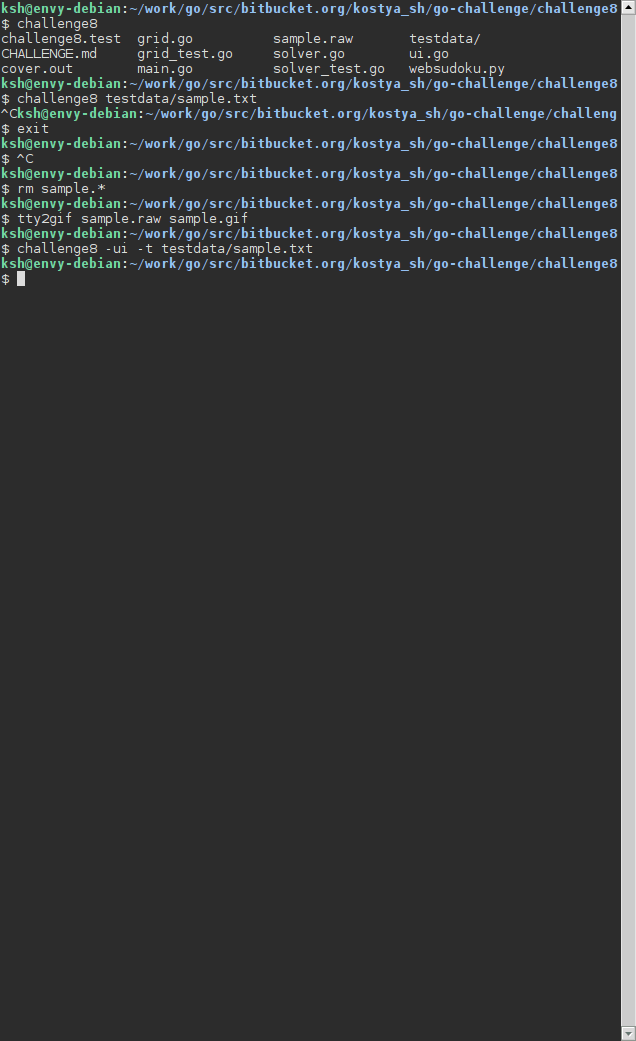 ksh@envy-debian:~/work/go/src/bitbucket.org/kostya_sh/go-challenge/challenge8
$ challenge8
challenge8.test  grid.go          sample.raw       testdata/
CHALLENGE.md     grid_test.go     solver.go        ui.go
cover.out        main.go          solver_test.go   websudoku.py
ksh@envy-debian:~/work/go/src/bitbucket.org/kostya_sh/go-challenge/challenge8
$ challenge8 testdata/sample.txt
^Cksh@envy-debian:~/work/go/src/bitbucket.org/kostya_sh/go-challenge/challeng
$ exit
ksh@envy-debian:~/work/go/src/bitbucket.org/kostya_sh/go-challenge/challenge8
$ ^C
ksh@envy-debian:~/work/go/src/bitbucket.org/kostya_sh/go-challenge/challenge8
$ rm sample.*
ksh@envy-debian:~/work/go/src/bitbucket.org/kostya_sh/go-challenge/challenge8
$ tty2gif sample.raw sample.gif
ksh@envy-debian:~/work/go/src/bitbucket.org/kostya_sh/go-challenge/challenge8
$ challenge8 -ui -t testdata/sample.txt
ksh@envy-debian:~/work/go/src/bitbucket.org/kostya_sh/go-challenge/challenge8
$